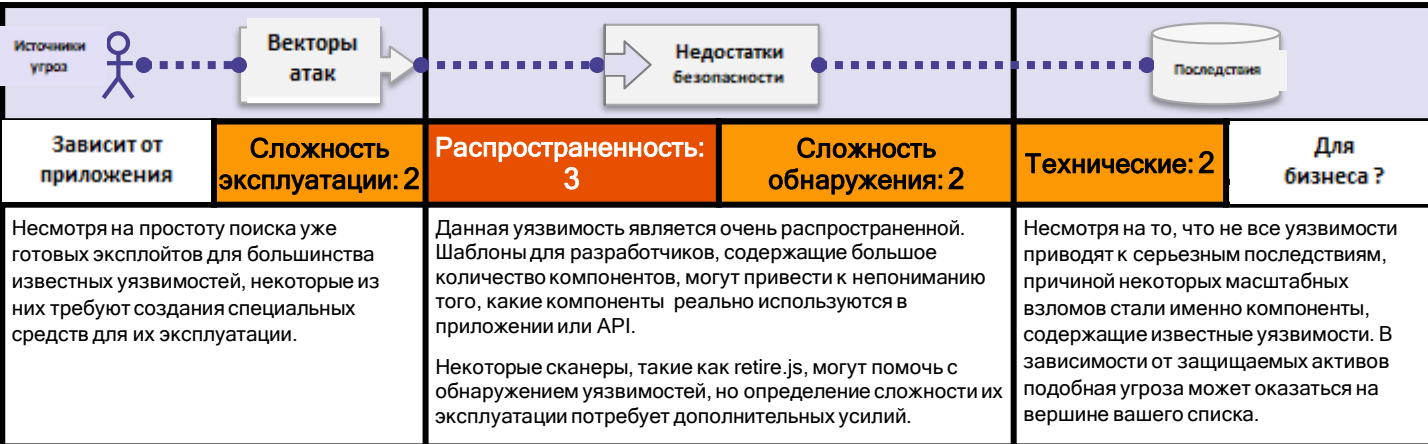 Источники
угроз
Векторы
атак
Недостатки
безопасности
Последствия
Зависит от
приложения
Сложность
эксплуатации: 2
Распространенность:
3
Сложность
обнаружения: 2
Технические: 2
Для
бизнеса ?
Несмотря на простоту поиска уже
готовых эксплойтов для большинства
известных уязвимостей, некоторые из
них требуют создания специальных
средств для их эксплуатации.
Данная уязвимость является очень распространенной.
Шаблоны для разработчиков, содержащие большое
количество компонентов, могут привести к непониманию
того, какие компоненты реально используются в
приложении или API.
Некоторые сканеры, такие как retire.js, могут помочь с
обнаружением уязвимостей, но определение сложности их
эксплуатации потребует дополнительных усилий.
Несмотря на то, что не все уязвимости
приводят к серьезным последствиям,
причиной некоторых масштабных
взломов стали именно компоненты,
содержащие известные уязвимости. В
зависимости от защищаемых активов
подобная угроза может оказаться на
вершине вашего списка.